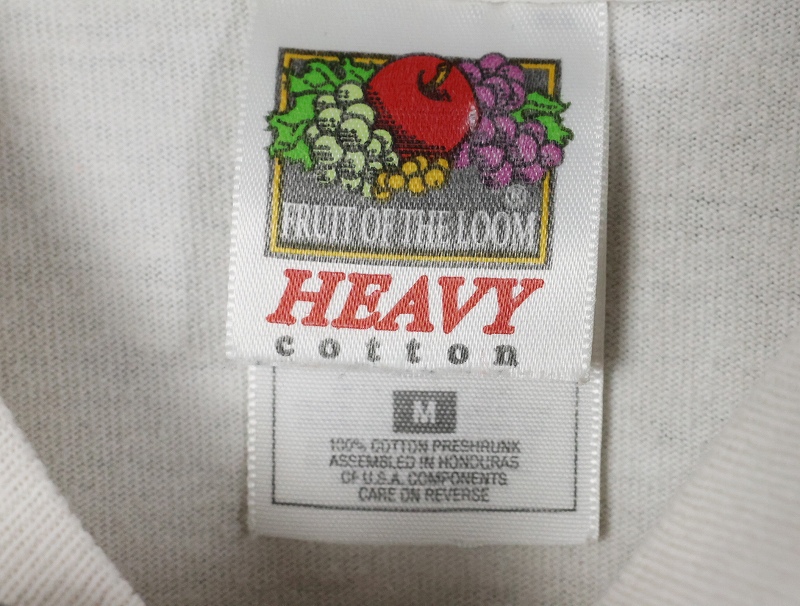 ®
FRUIT OF THE LOOM
HEAVY
cotton
M
100% COTTON PRESHRUNK
ASSEMBLED IN HONDURAS
OF U.S.A. COMPONENTS
CARE ON REVERSE